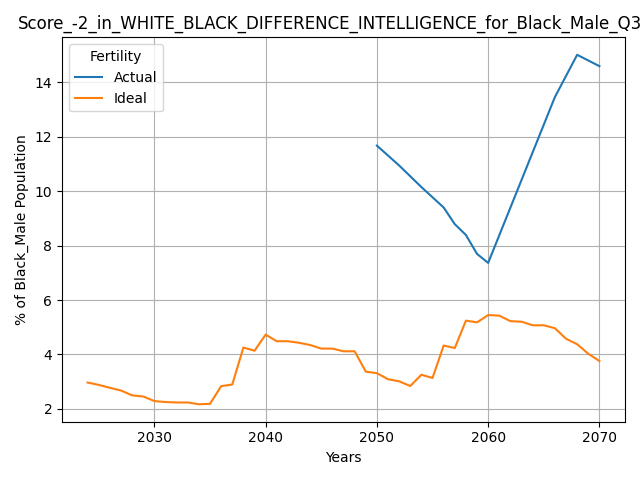 Score_-2_in_WHITE_BLACK_DIFFERENCE_INTELLIGENCE_for_Black_Male_Q3
Fertility
Actual
Ideal
% of Black_Male Population
14
12
10
8
6
4
2
2030 2040 2050 2060 2070
Years